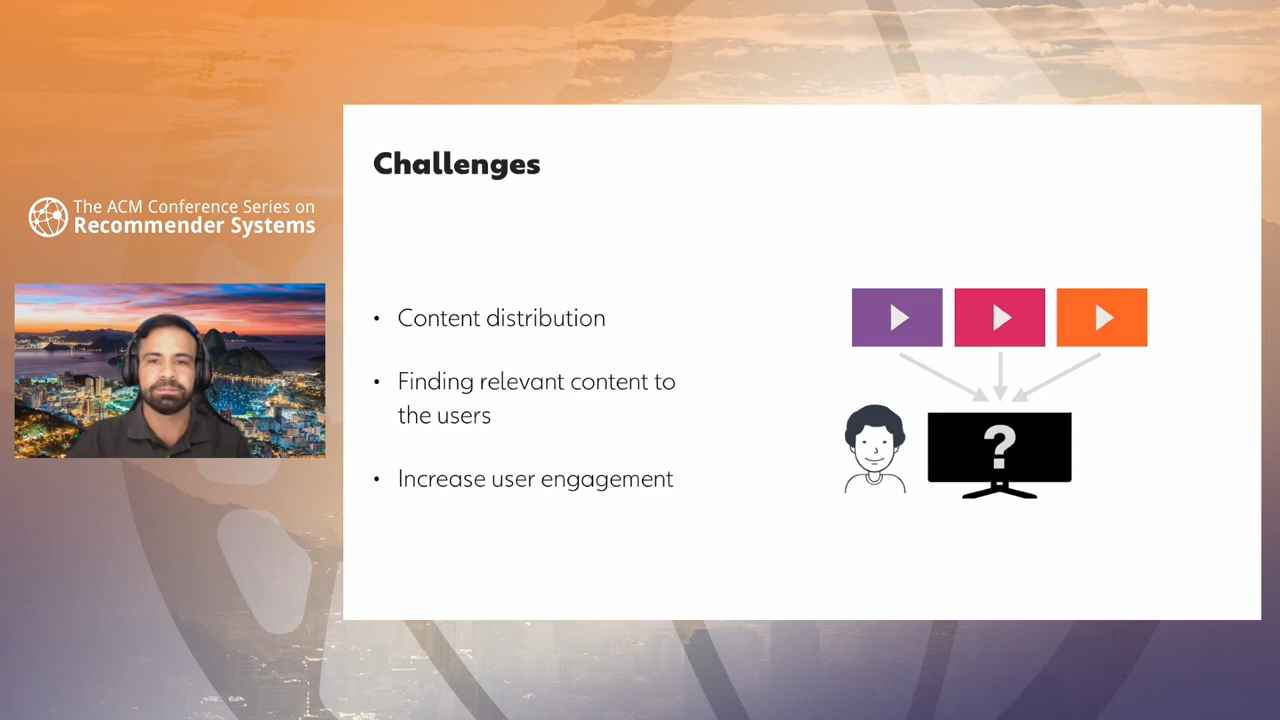 The ACM Conference Series on
Recommender Systems
Challenges
• Content distribution
• Finding relevant content to
the users
• Increase user engagement
?